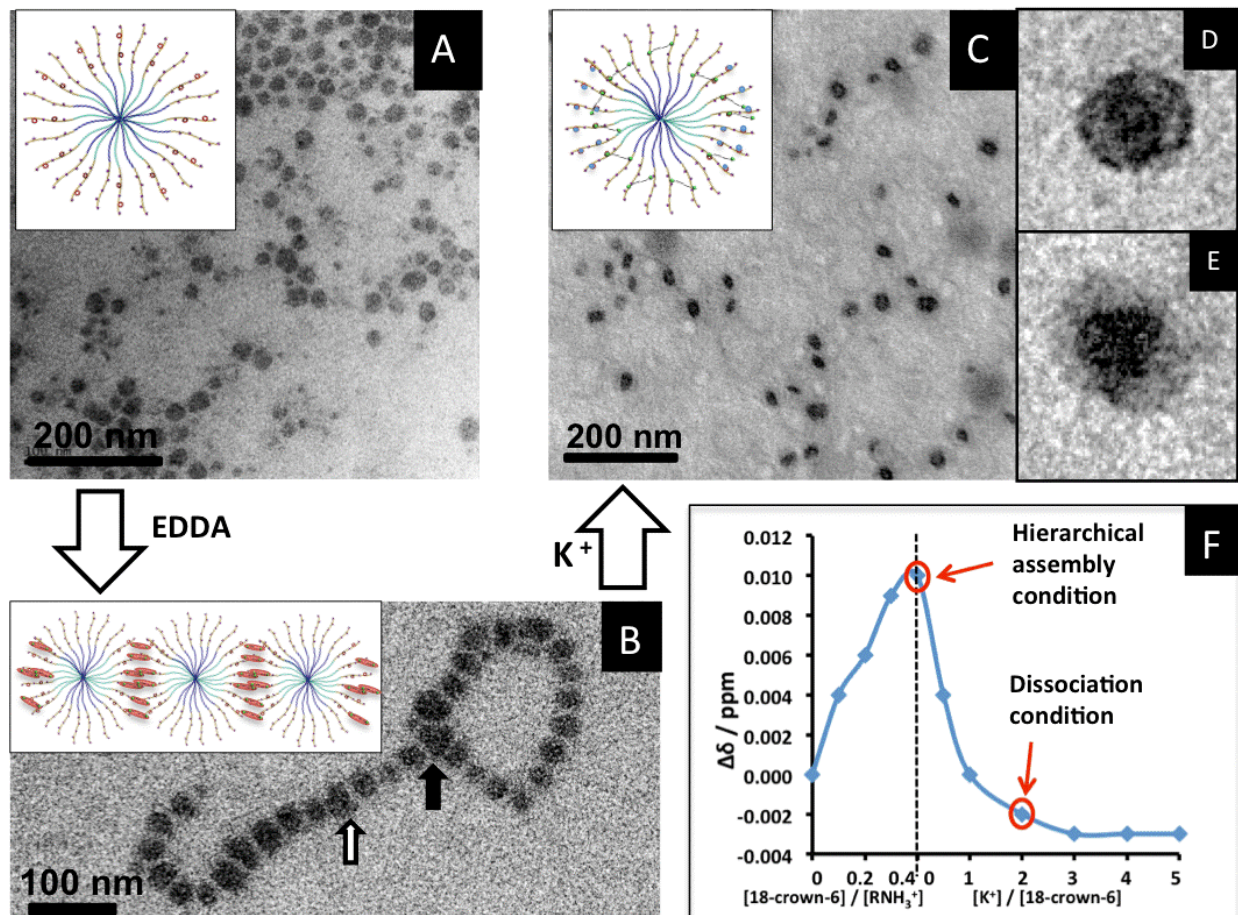 A
200 nm
100 nm
EDDA
B
100 nm
K+
C
200 nm
D
E
F
Hierarchical
assembly
condition
Dissociation
condition
Δδ / ppm
0.012
0.010
0.008
0.006
0.004
0.002
0.000
-0.002
-0.004
0 0.2 0.4 0 1 2 3 4 5
[18-crown-6] / [RNH₃⁺] [K⁺] / [18-crown-6]